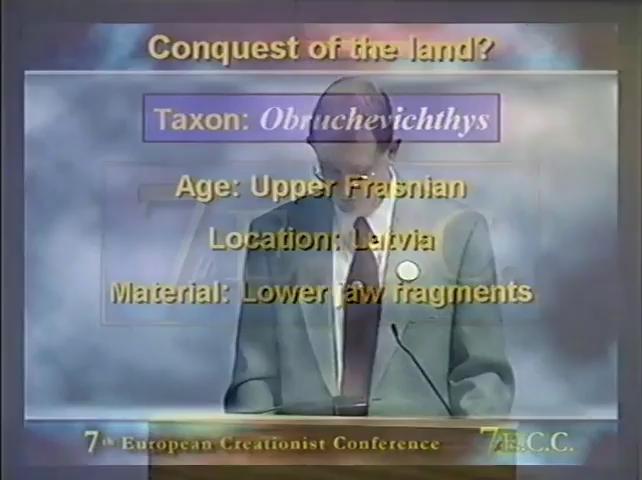 Conquest of the land?
Taxon: Obruchevichthys
Age: Upper Frasnian
Location: Latvia
Material: Lower jaw fragments
7th European Creationist Conference
7th E.C.C.